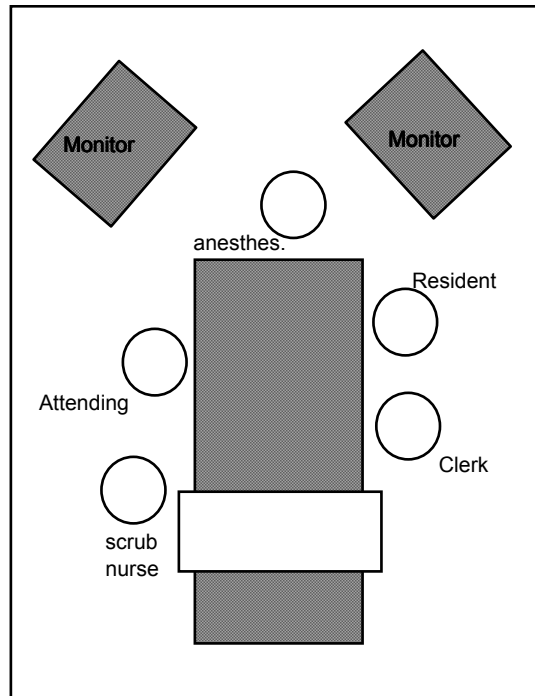 Monitor
Monitor
anesthes.
Resident
Attending
Clerk
scrub
nurse